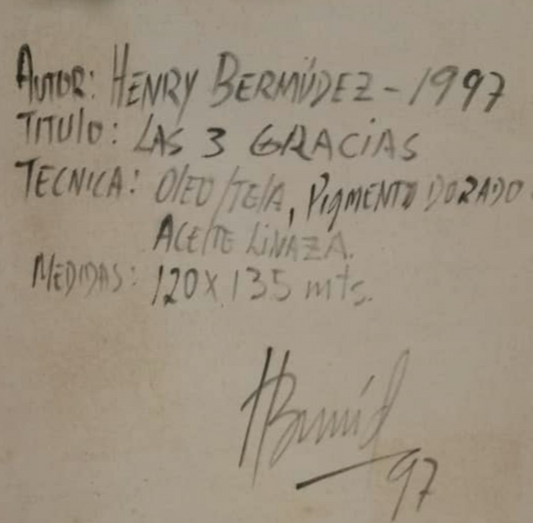 AUTOR: HENRY BERMÚDEZ - 1997
TITULO: LAS 3 GRACIAS
TECNICA: OlEO/TElA, PIGMENTO DORADO
ACEITE LINAZA.
MEDIDAS: 120 X 135 mts.
HBermúd
97